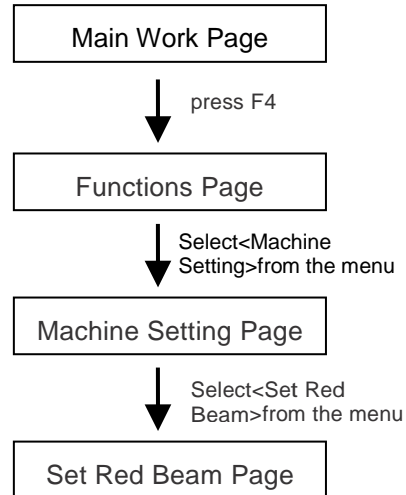 Main Work Page
press F4
Functions Page
Select<Machine
Setting>from the menu
Machine Setting Page
Select<Set Red
Beam>from the menu
Set Red Beam Page